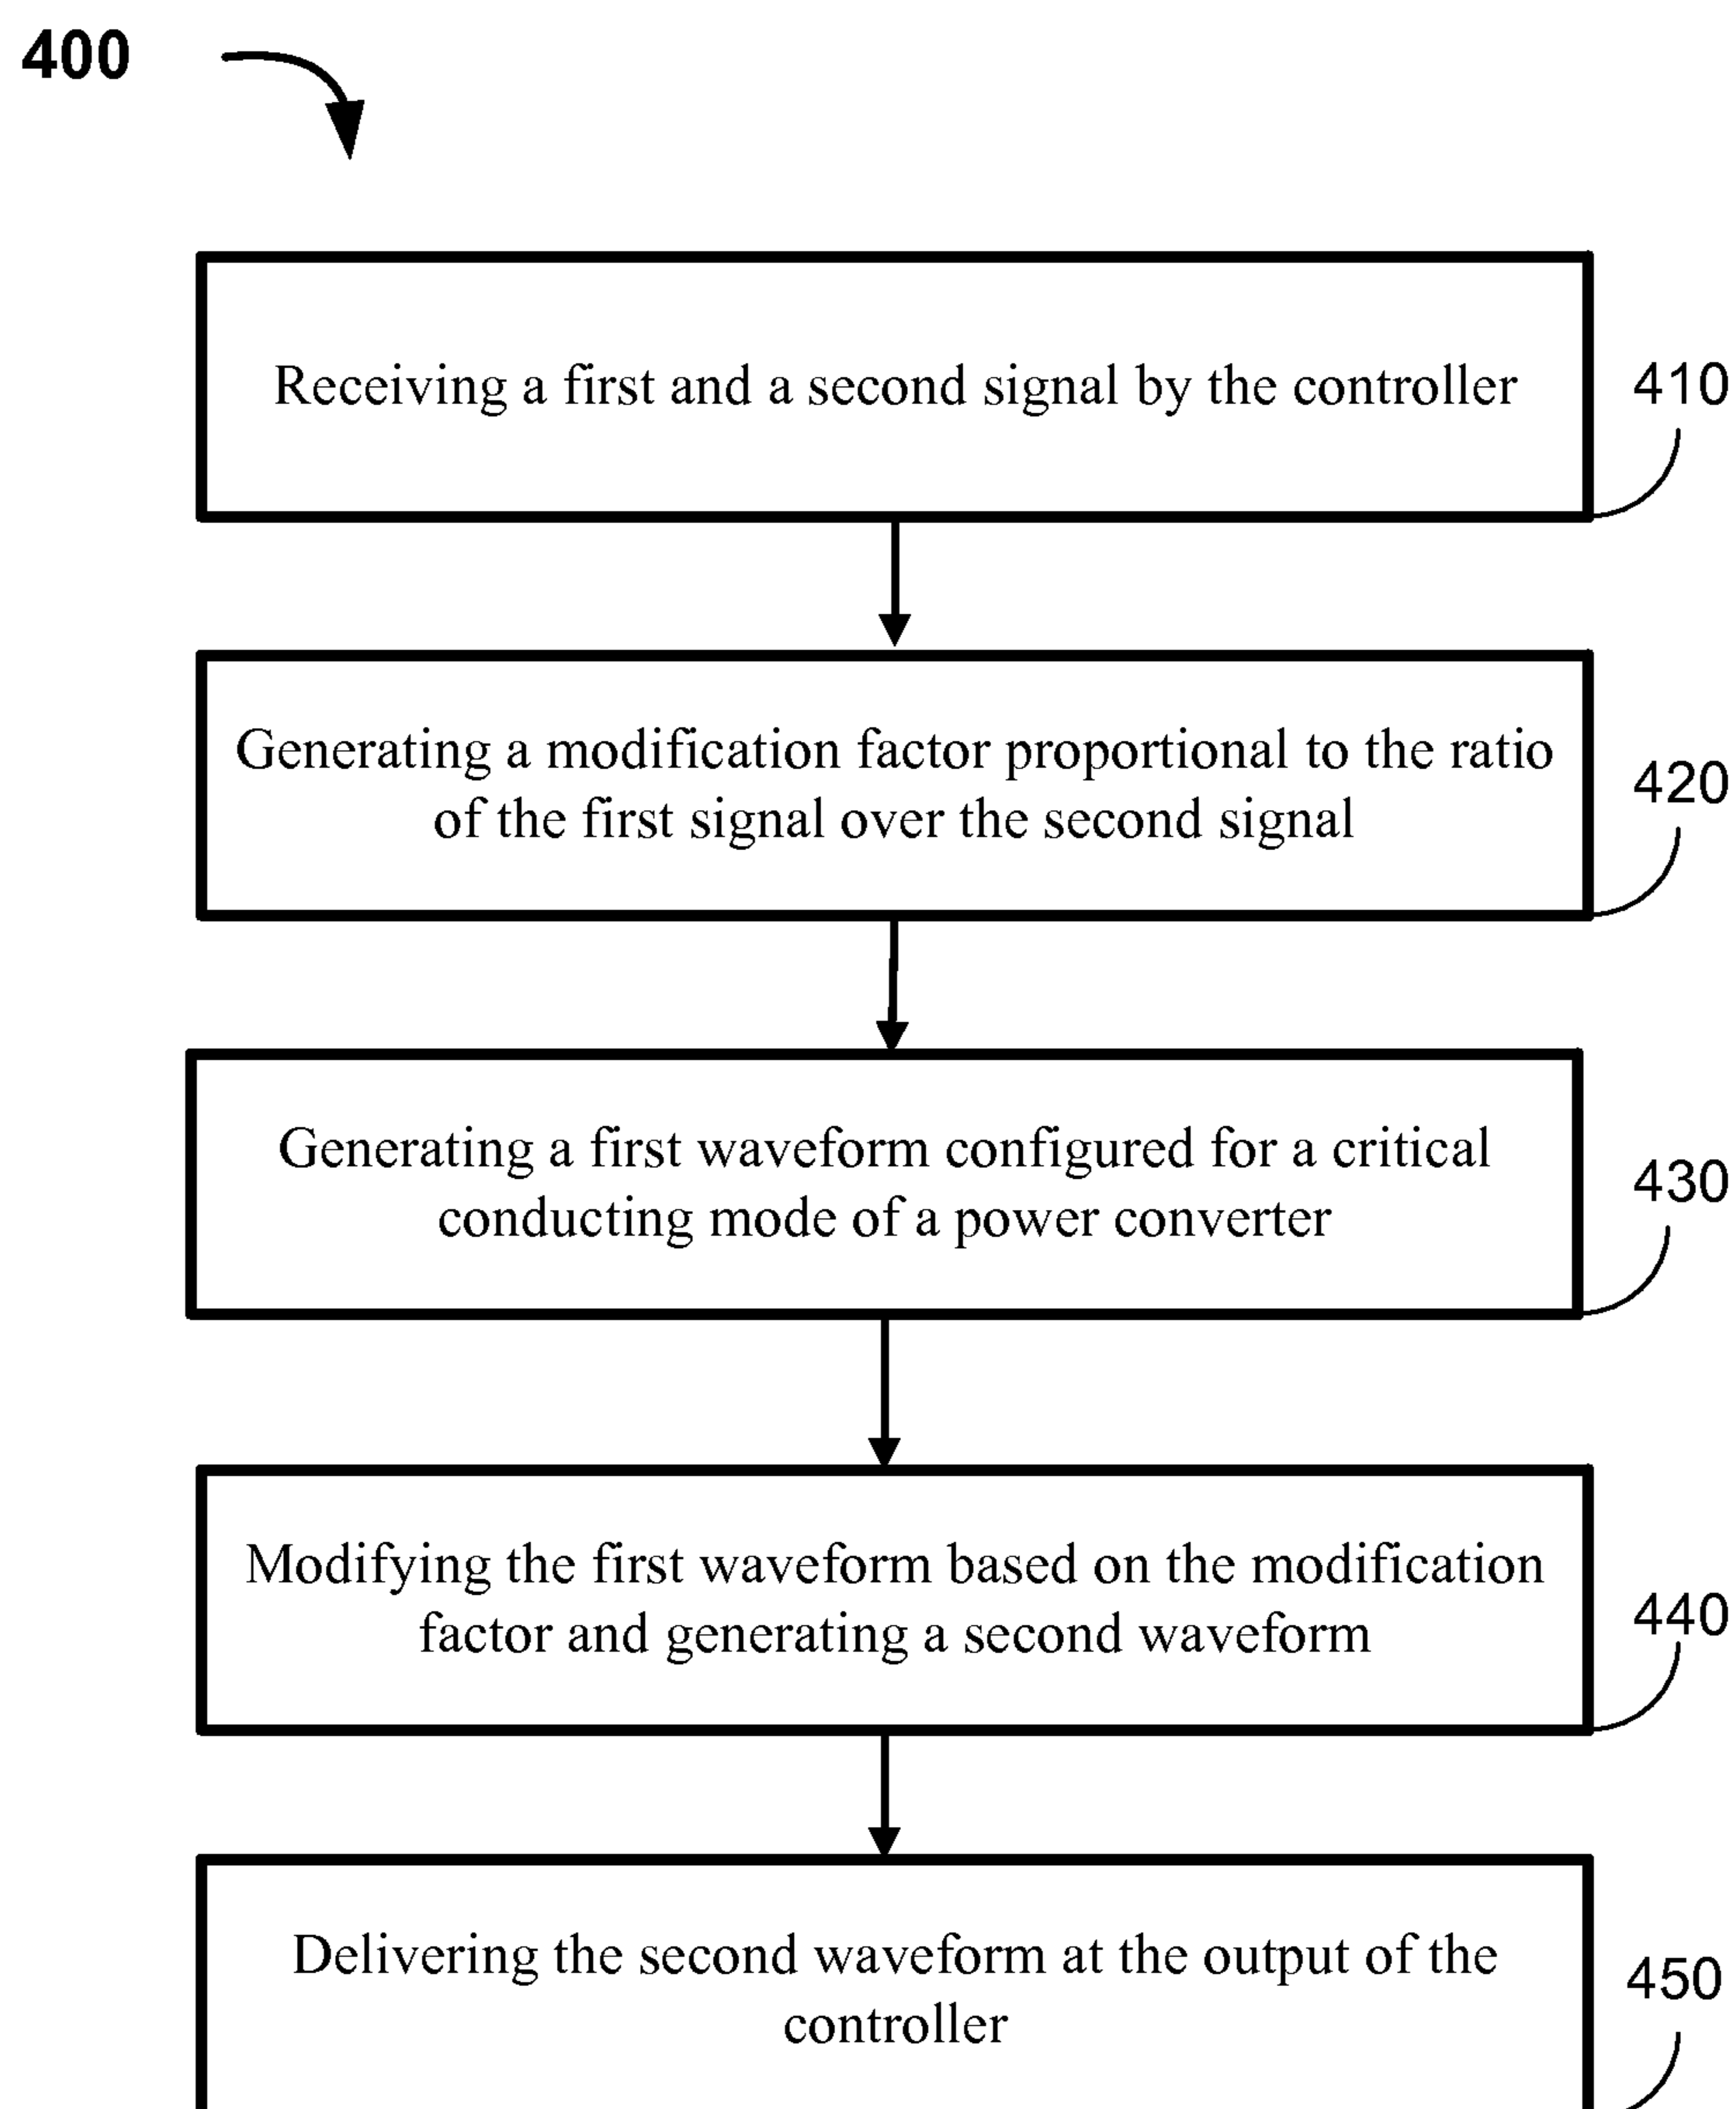 400
Receiving a first and a second signal by the controller
410
Generating a modification factor proportional to the ratio
of the first signal over the second signal
420
Generating a first waveform configured for a critical
conducting mode of a power converter
430
Modifying the first waveform based on the modification
factor and generating a second waveform
440
Delivering the second waveform at the output of the
controller
450